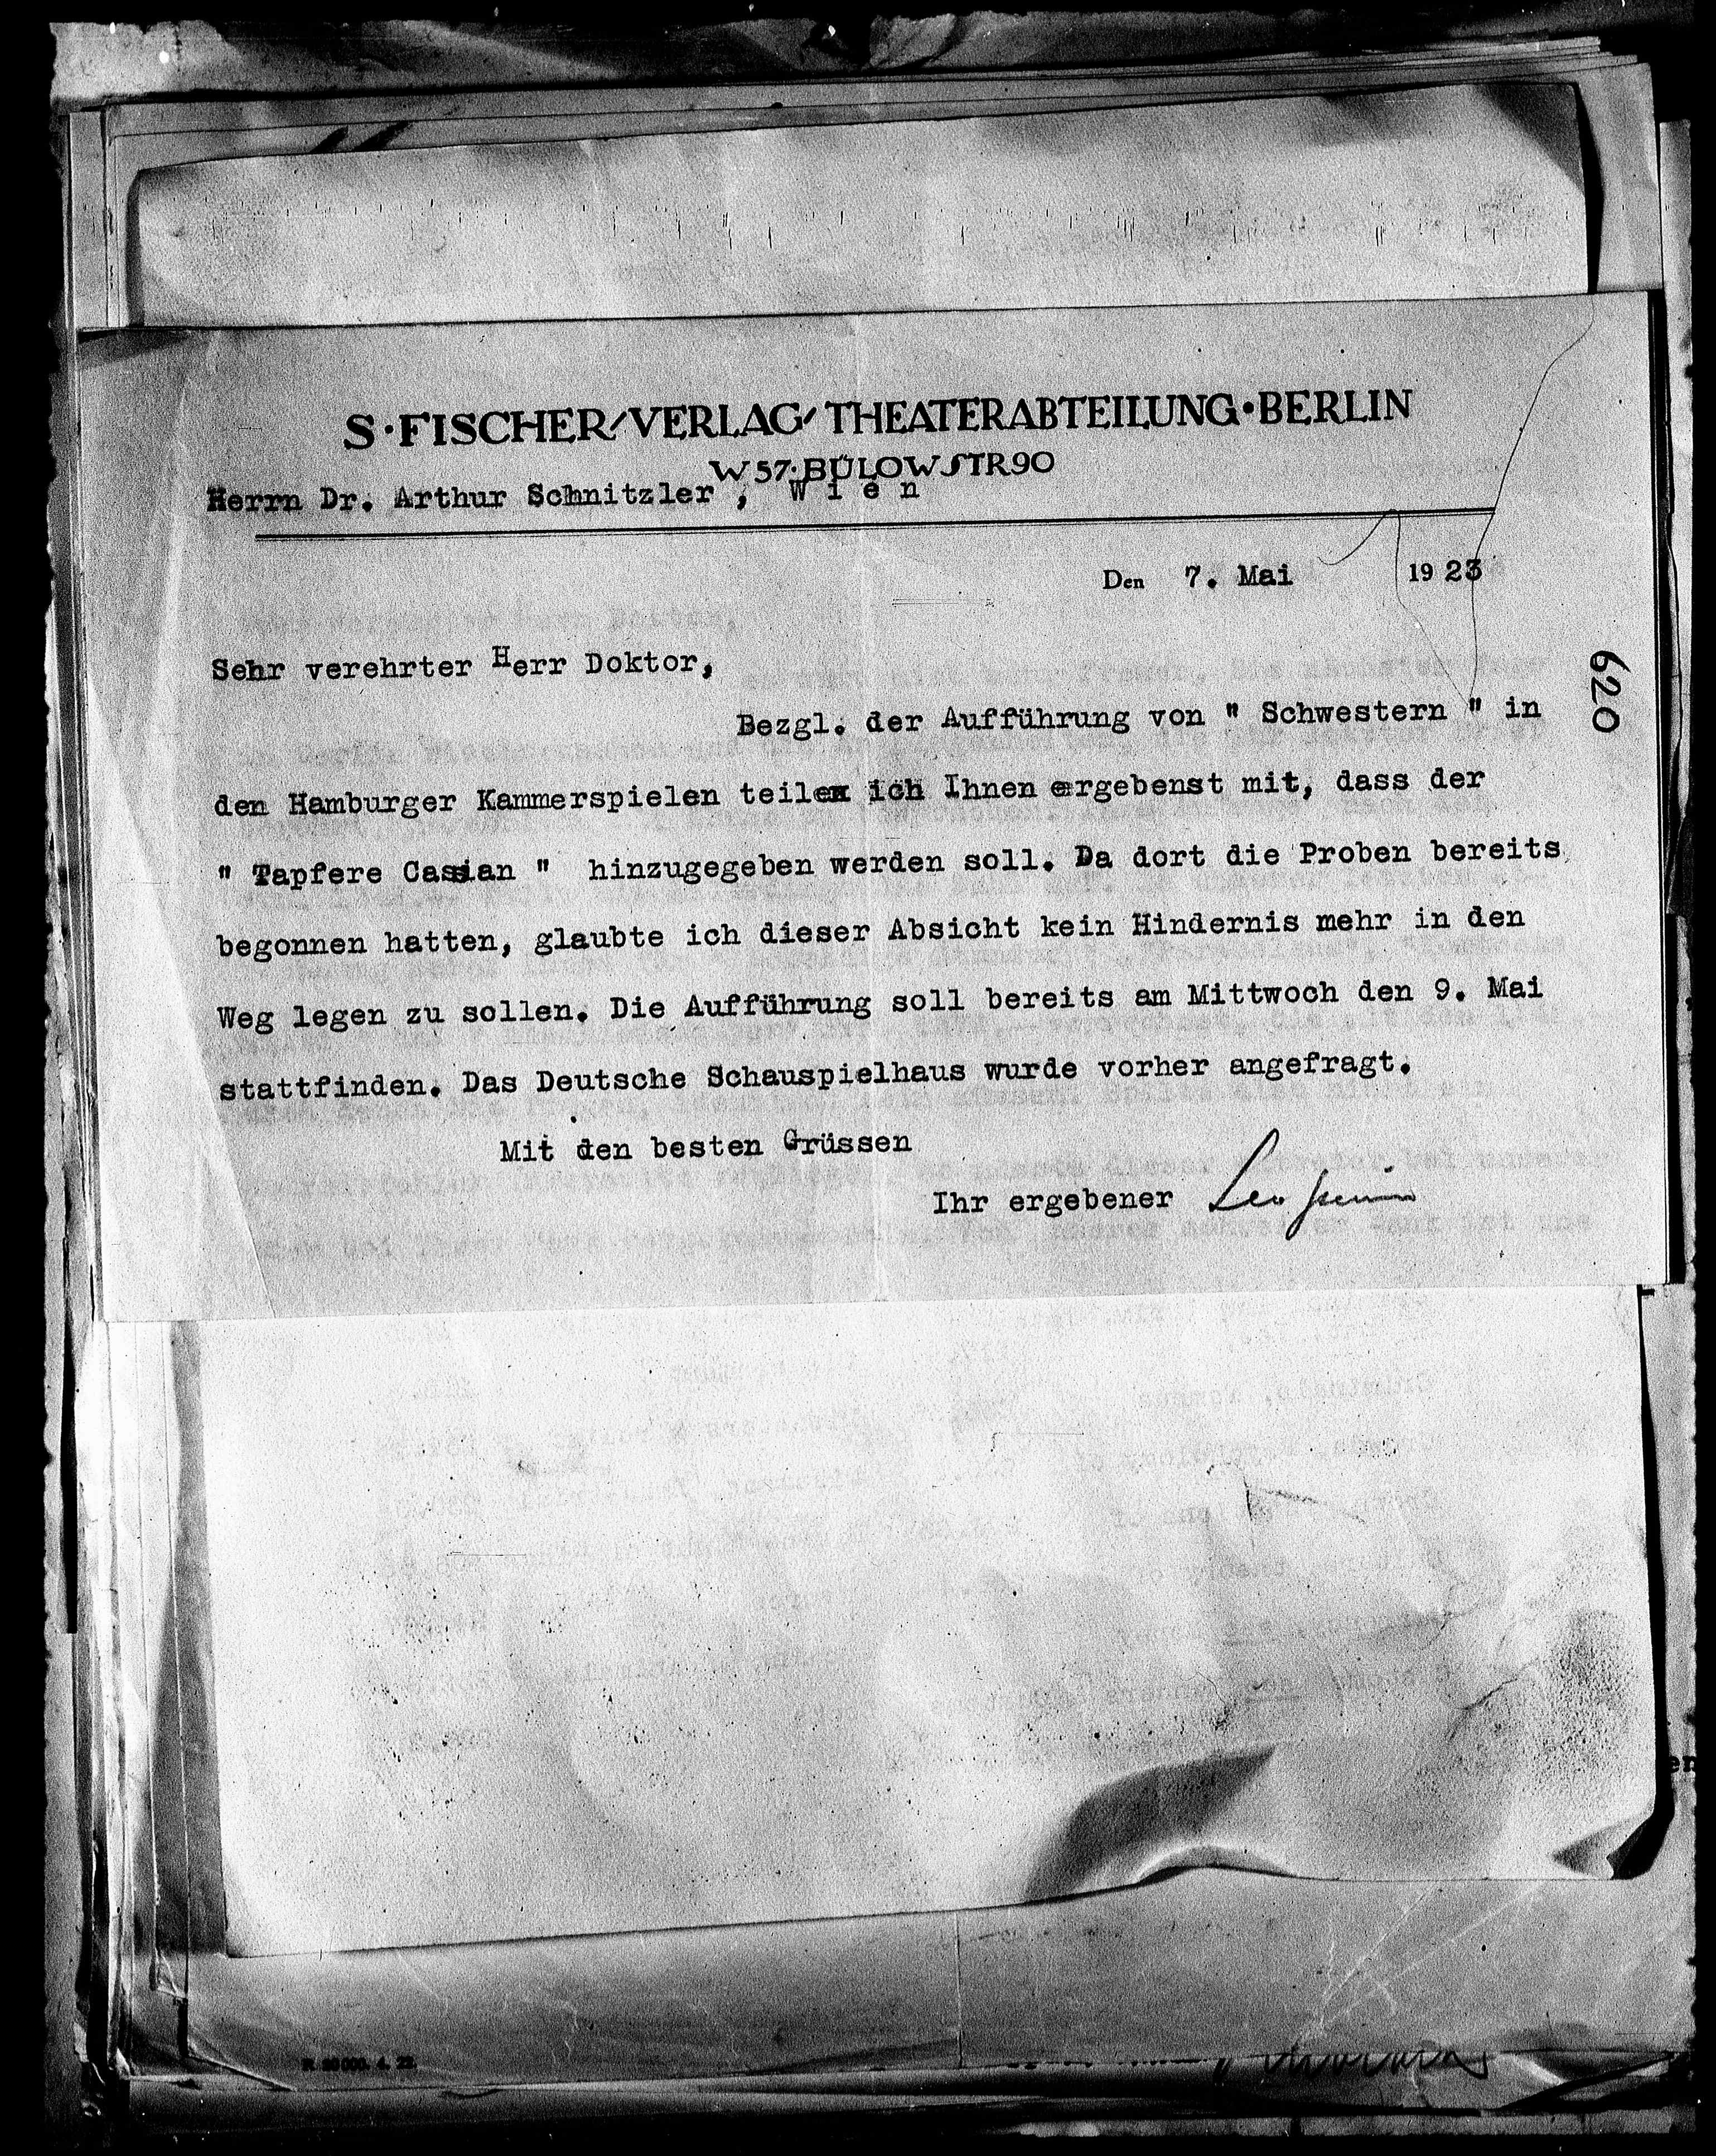 S·FISCHER/VERLAG/THEATERABTEILUNG·BERLIN
W57·BÜLOWSTR90
Herrn Dr. Arthur Schnitzler, Wien
Den 7. Mai 1923
620
Sehr verehrter Herr Doktor,
Bezgl. der Aufführung von " Schwestern " in
den Hamburger Kammerspielen teile ich Ihnen ergebenst mit, dass der
" Tapfere Cassian " hinzugegeben werden soll. Da dort die Proben bereits
begonnen hatten, glaubte ich dieser Absicht kein Hindernis mehr in den
Weg legen zu sollen. Die Aufführung soll bereits am Mittwoch den 9. Mai
stattfinden. Das Deutsche Schauspielhaus wurde vorher angefragt.
Mit den besten Grüssen
Ihr ergebener
en